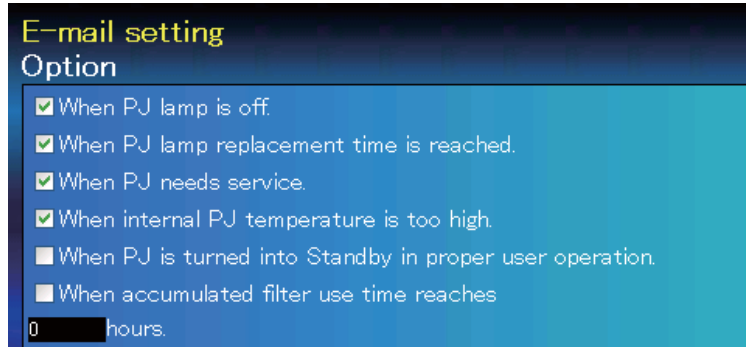 E-mail setting
Option
When PJ lamp is off.
When PJ lamp replacement time is reached.
When PJ needs service.
When internal PJ temperature is too high.
When PJ is turned into Standby in proper user operation.
When accumulated filter use time reaches
0 hours.